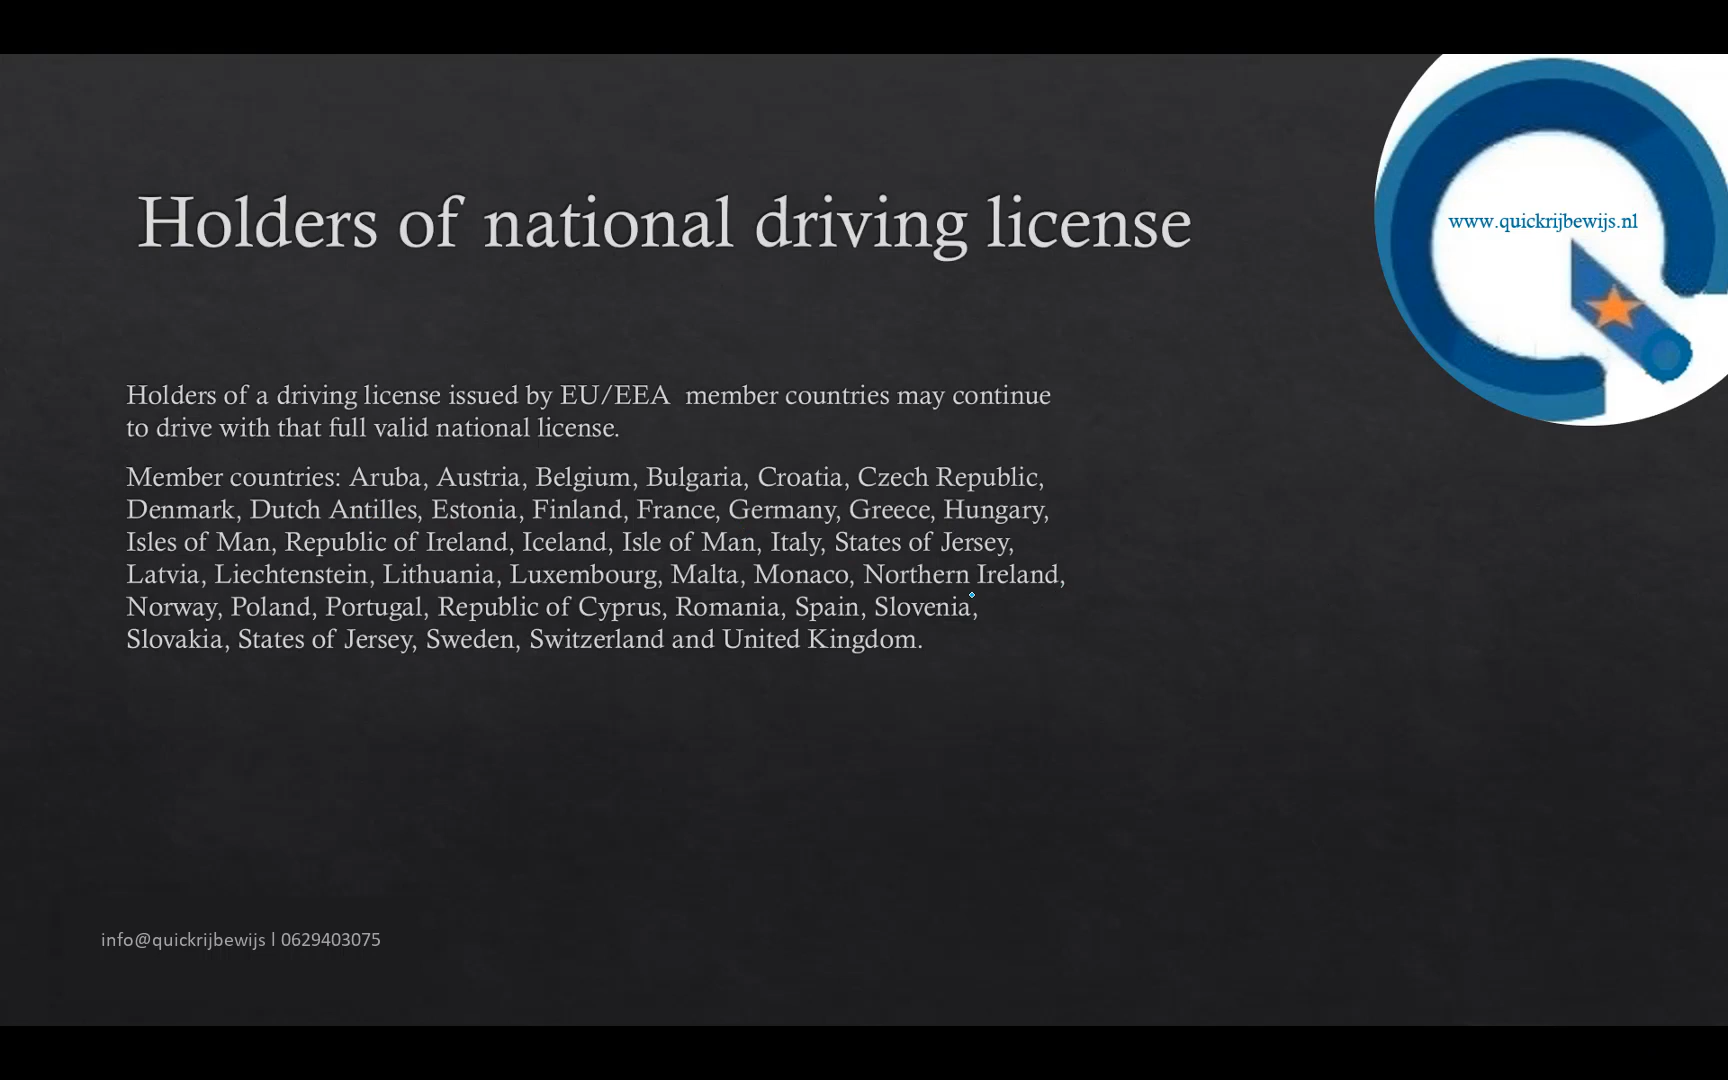 Holders of national driving license
www.quickrijbewijs.nl
Holders of a driving license issued by EU/EEA  member countries may continue
to drive with that full valid national license.
Member countries: Aruba, Austria, Belgium, Bulgaria, Croatia, Czech Republic,
Denmark, Dutch Antilles, Estonia, Finland, France, Germany, Greece, Hungary,
Isles of Man, Republic of Ireland, Iceland, Isle of Man, Italy, States of Jersey,
Latvia, Liechtenstein, Lithuania, Luxembourg, Malta, Monaco, Northern Ireland,
Norway, Poland, Portugal, Republic of Cyprus, Romania, Spain, Slovenia,
Slovakia, States of Jersey, Sweden, Switzerland and United Kingdom.
info@quickrijbewijs l 0629403075